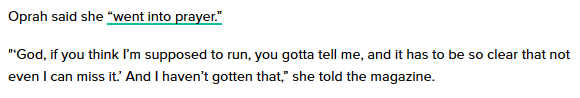 Oprah said she “went into prayer.”
"‘God, if you think I’m supposed to run, you gotta tell me, and it has to be so clear that not
even I can miss it.’ And I haven’t gotten that,” she told the magazine.